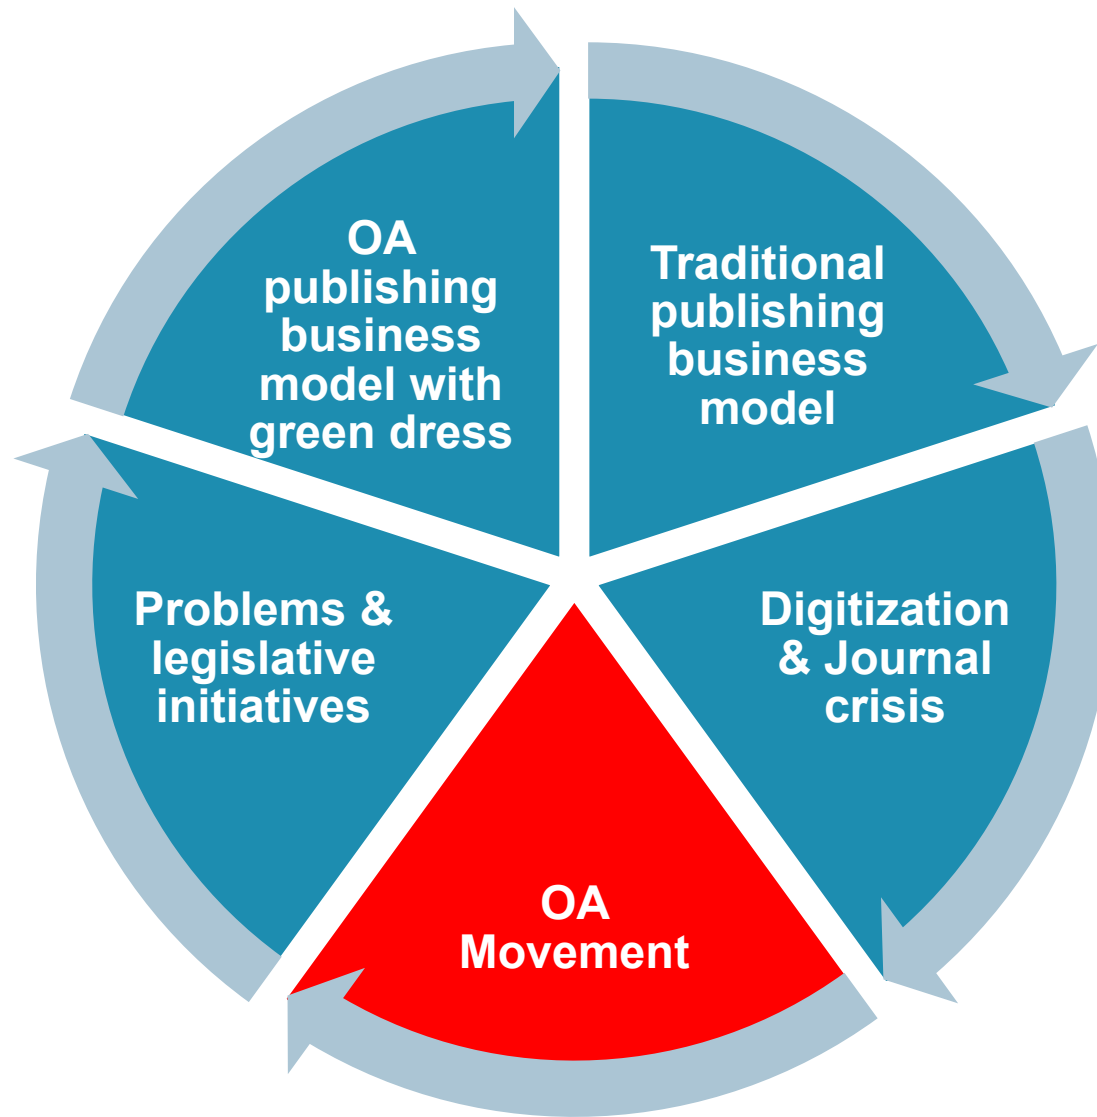 OA
publishing
business
model with
green dress
Traditional
publishing
business
model
Problems &
legislative
initiatives
Digitization
& Journal
crisis
OA
Movement